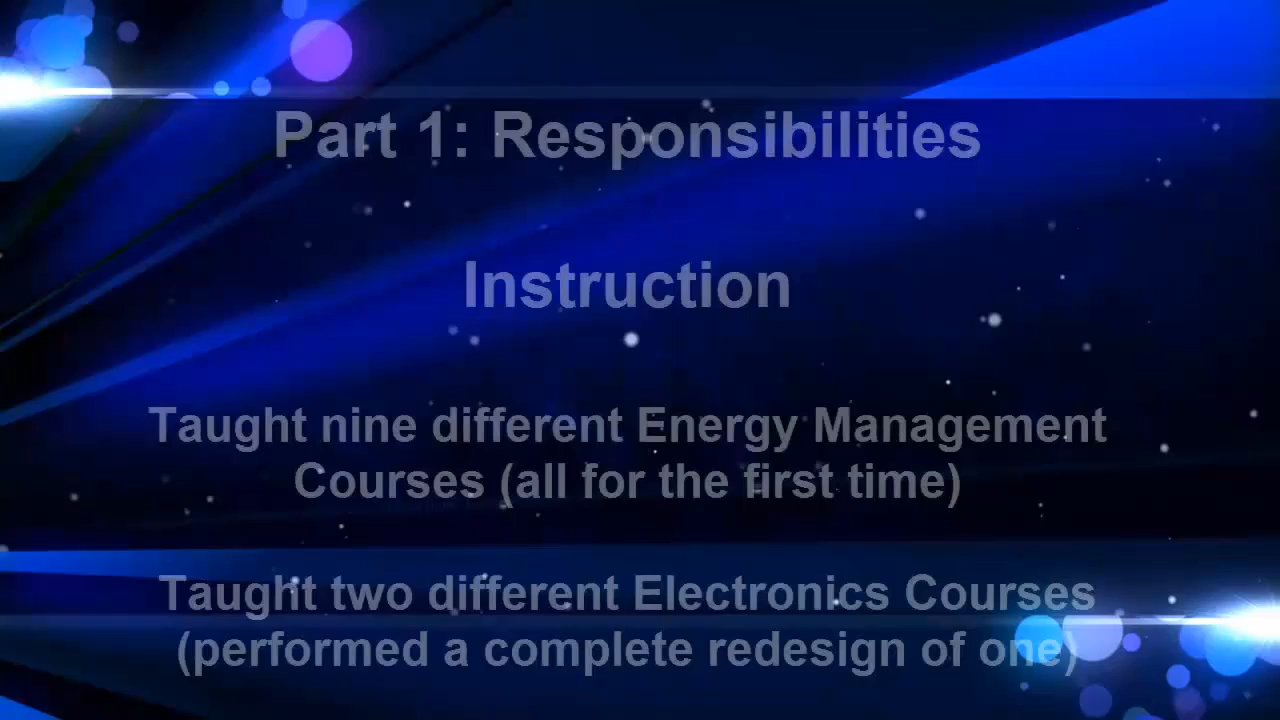 Part 1: Responsibilities
Instruction
Taught nine different Energy Management
Courses (all for the first time)
Taught two different Electronics Courses
(performed a complete redesign of one)